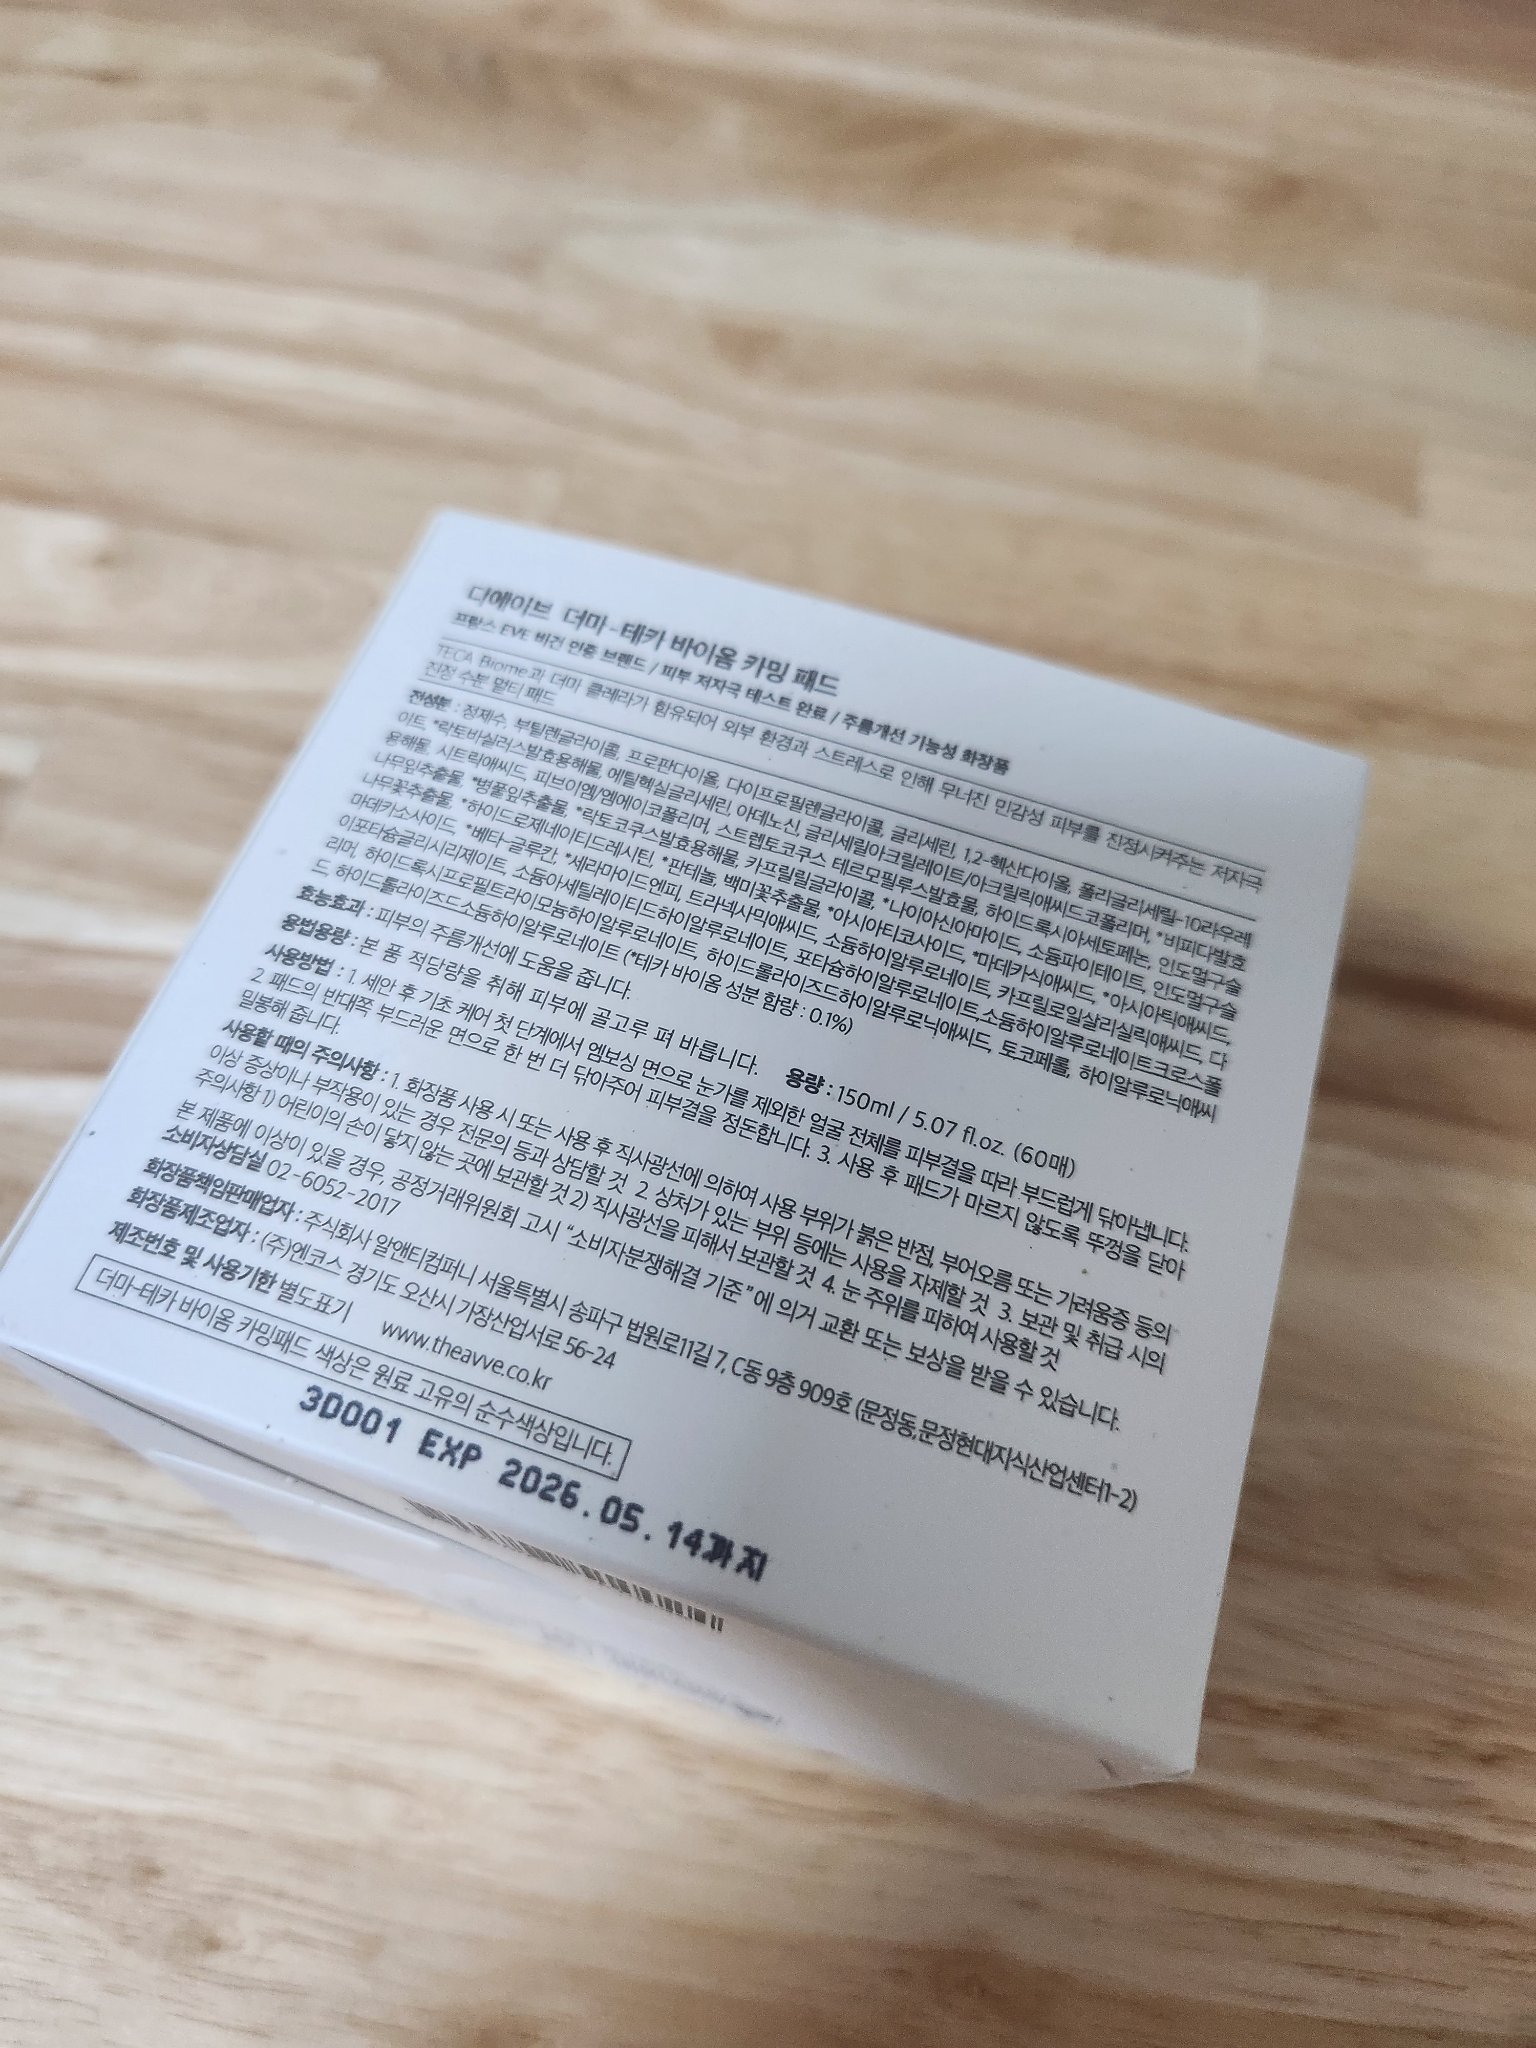 디에이브 더마-테카 바이옴 카밍 패드
프랑스 EVE 비건 인증 브랜드 / 피부 저자극 테스트 완료 / 주름개선 기능성 화장품
TECA Biome과 더마 클레라가 함유되어 외부 환경과 스트레스로 인해 무너진 민감성 피부를 진정시켜주는 저자극
진정 수분 멀티 패드
전성분 : 정제수, 부틸렌글라이콜, 프로판다이올, 다이프로필렌글라이콜, 글리세린, 1,2-헥산다이올, 폴리글리세릴-10라우레
이트, *락토바실러스발효용해물, 에틸헥실글리세린, 아데노신, 글리세릴아크릴레이트/아크릴릭애씨드코폴리머, *비피다발효
용해물, 시트릭애씨드, 피브이엠/엠에이코폴리머, 스트렙토코쿠스 테르모필루스발효물, 하이드록시아세토페논, 인도멀구슬
나무잎추출물, *병풀잎추출물, *락토코쿠스발효용해물, 카프릴릴글라이콜, *나이아신아마이드, 소듐파이테이트, 인도멀구슬
나무꽃추출물, *하이드로제네이티드레시틴, *판테놀, 백미꽃추출물, *아시아티코사이드, *마데카식애씨드, *아시아틱애씨드,
마데카소사이드, *베타-글루칸, *세라마이드엔피, 트라넥사믹애씨드, 소듐하이알루로네이트, 카프릴로일살리실릭애씨드, 다
이포타슘글리시리제이트, 소듐아세틸레이티드하이알루로네이트, 포타슘하이알루로네이트,소듐하이알루로네이트크로스폴
리머, 하이드록시프로필트라이모늄하이알루로네이트, 하이드롤라이즈드하이알루로닉애씨드, 토코페롤, 하이알루로닉애씨
드, 하이드롤라이즈드소듐하이알루로네이트 (*테카 바이옴 성분 함량 : 0.1%)
효능효과 : 피부의 주름개선에 도움을 줍니다.
용법용량 : 본 품 적당량을 취해 피부에 골고루 펴 바릅니다. 용량 : 150ml / 5.07 fl.oz. (60매)
사용방법 : 1. 세안 후 기초 케어 첫 단계에서 엠보싱 면으로 눈가를 제외한 얼굴 전체를 피부결을 따라 부드럽게 닦아냅니다.
2. 패드의 반대쪽 부드러운 면으로 한 번 더 닦아주어 피부결을 정돈합니다. 3. 사용 후 패드가 마르지 않도록 뚜껑을 닫아
밀봉해 줍니다.
사용할 때의 주의사항 : 1. 화장품 사용 시 또는 사용 후 직사광선에 의하여 사용 부위가 붉은 반점, 부어오름 또는 가려움증 등의
이상 증상이나 부작용이 있는 경우 전문의 등과 상담할 것 2. 상처가 있는 부위 등에는 사용을 자제할 것 3. 보관 및 취급 시의
주의사항 1) 어린이의 손이 닿지 않는 곳에 보관할 것 2) 직사광선을 피해서 보관할 것 4. 눈 주위를 피하여 사용할 것
본 제품에 이상이 있을 경우, 공정거래위원회 고시 “소비자분쟁해결 기준”에 의거 교환 또는 보상을 받을 수 있습니다.
소비자상담실 02-6052-2017
화장품책임판매업자 : 주식회사 알앤티컴퍼니 서울특별시 송파구 법원로11길 7, C동 9층 909호 (문정동,문정현대지식산업센터1-2)
화장품제조업자 : (주)엔코스 경기도 오산시 가장산업서로 56-24
제조번호 및 사용기한 별도표기 www.theavve.co.kr
더마-테카 바이옴 카밍패드 색상은 원료 고유의 순수색상입니다.
3D001 EXP 2026.05.14까지